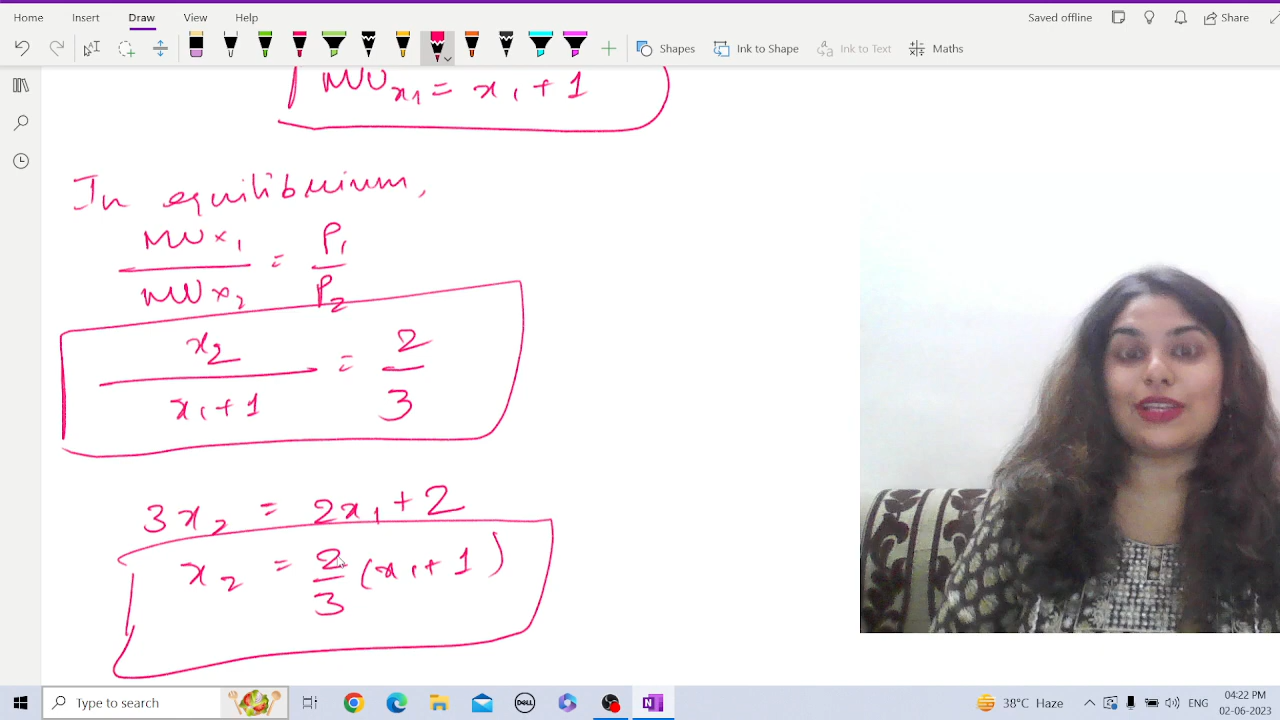 Home Insert Draw View Help Saved offline Share
Shapes Ink to Shape Ink to Text Maths
MUx1 = x1 + 1
In equilibrium,
MUx1 / MUx2 = P1 / P2
x2 / x1+1 = 2 / 3
3x2 = 2x1 + 2
x2 = 2/3 (x1 + 1)
Type to search DELL N 38°C Haze ENG 04:22 PM
02-06-2023